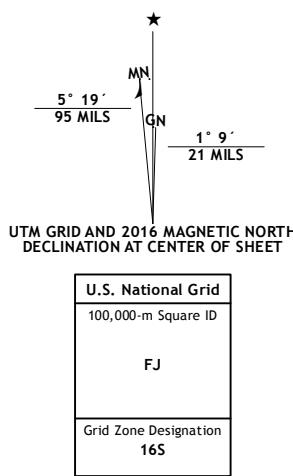 MN
GN
5° 19´
95 MILS
1° 9´
21 MILS
UTM GRID AND 2016 MAGNETIC NORTH
DECLINATION AT CENTER OF SHEET
U.S. National Grid
100,000-m Square ID
FJ
Grid Zone Designation
16S